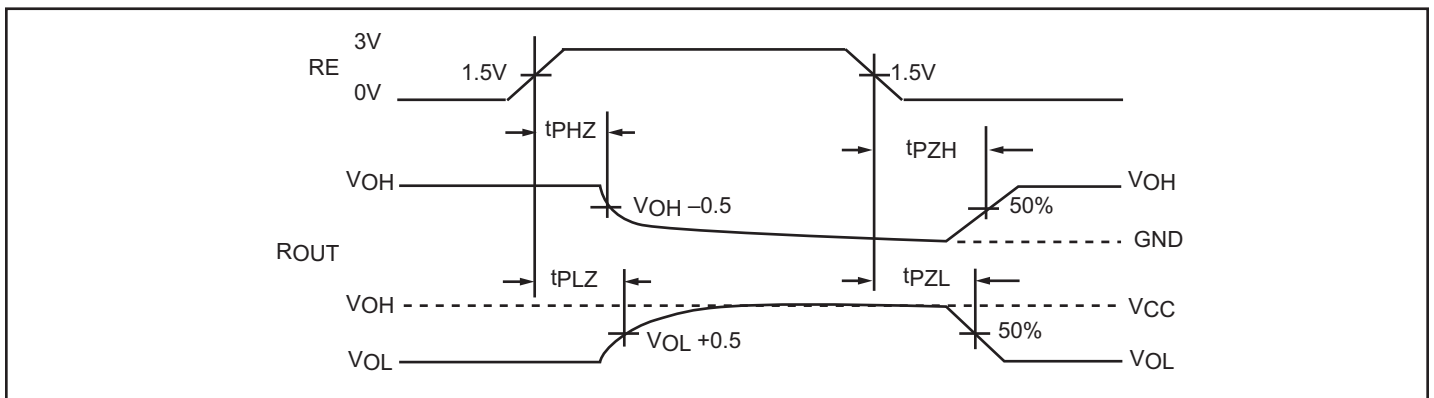 3V
RE
1.5V
1.5V
0V
tPHZ
tPZH
VOH
VOH
VOH –0.5
50%
ROUT
GND
tPLZ
tPZL
VOH
VCC
VOL +0.5
50%
VOL
VOL